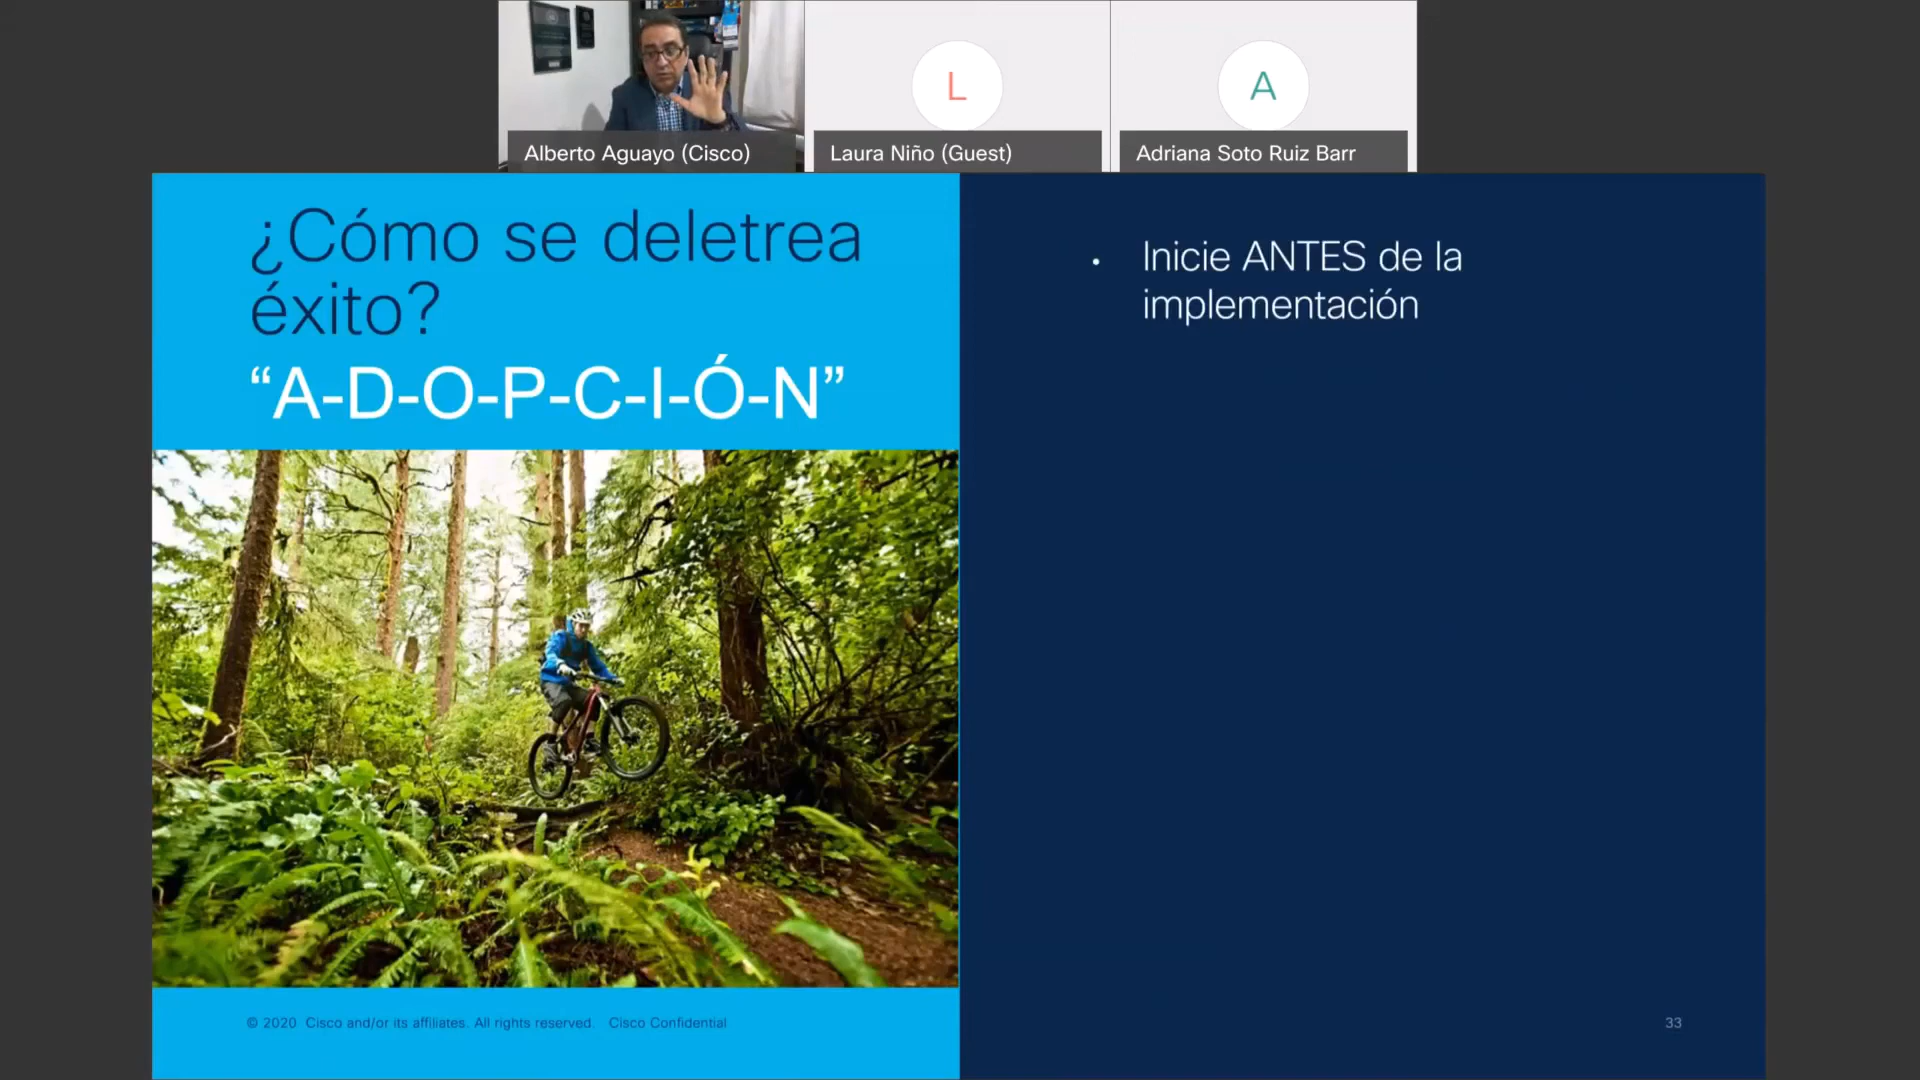 L
A
Alberto Aguayo (Cisco)
Laura Niño (Guest)
Adriana Soto Ruiz Barr
¿Cómo se deletrea
éxito?
“A-D-O-P-C-I-Ó-N”
• Inicie ANTES de la
implementación
© 2020 Cisco and/or its affiliates. All rights reserved. Cisco Confidential
33